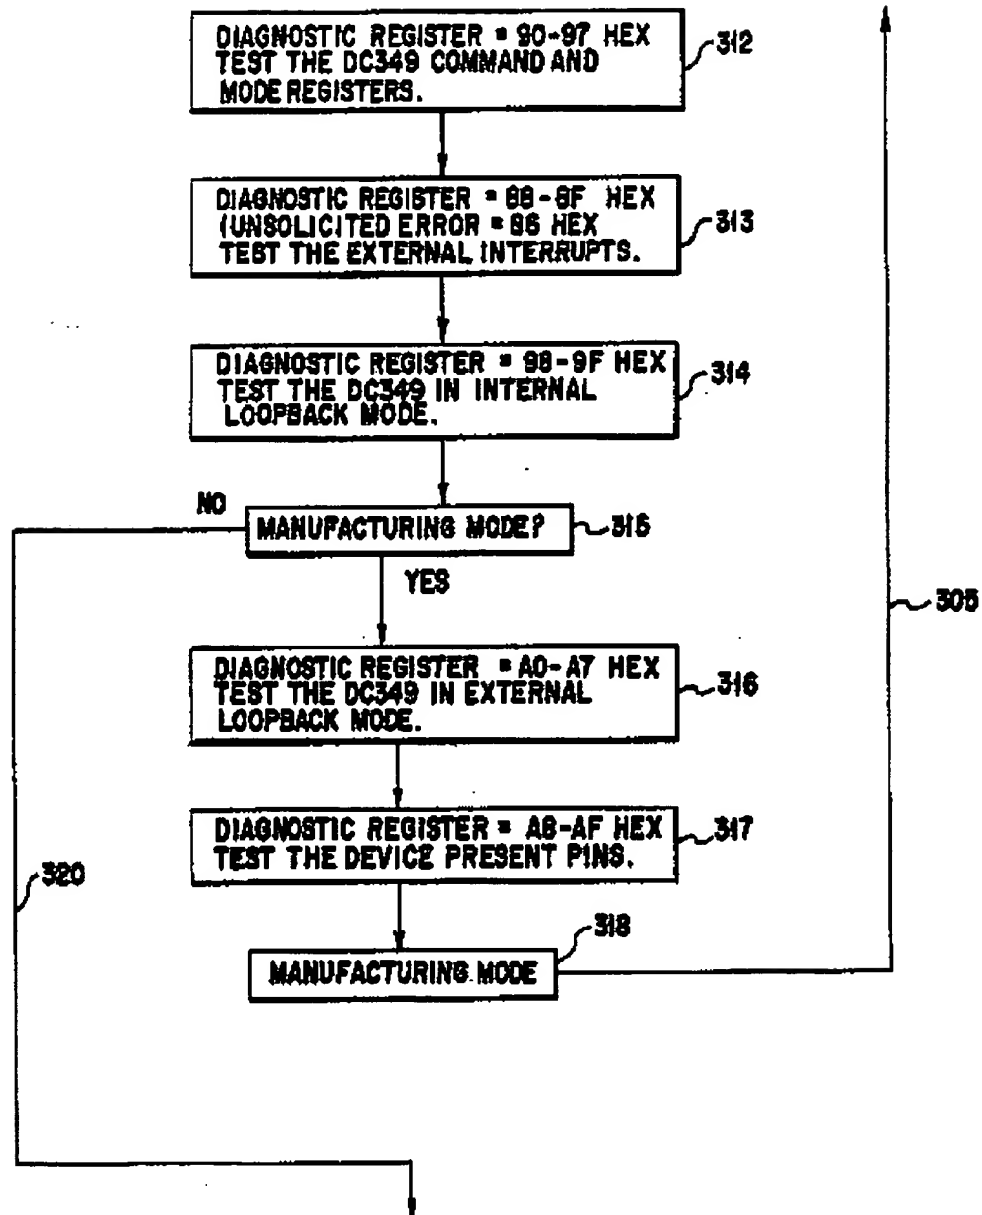 DIAGNOSTIC REGISTER = 90-97 HEX
TEST THE DC349 COMMAND AND
MODE REGISTERS.
312
DIAGNOSTIC REGISTER = 88-8F HEX
(UNSOLICITED ERROR = 86 HEX
TEST THE EXTERNAL INTERRUPTS.
313
DIAGNOSTIC REGISTER = 98-9F HEX
TEST THE DC349 IN INTERNAL
LOOPBACK MODE.
314
NO
MANUFACTURING MODE?
315
YES
305
DIAGNOSTIC REGISTER = A0-A7 HEX
TEST THE DC349 IN EXTERNAL
LOOPBACK MODE.
316
DIAGNOSTIC REGISTER = A8-AF HEX
TEST THE DEVICE PRESENT PINS.
317
320
318
MANUFACTURING MODE